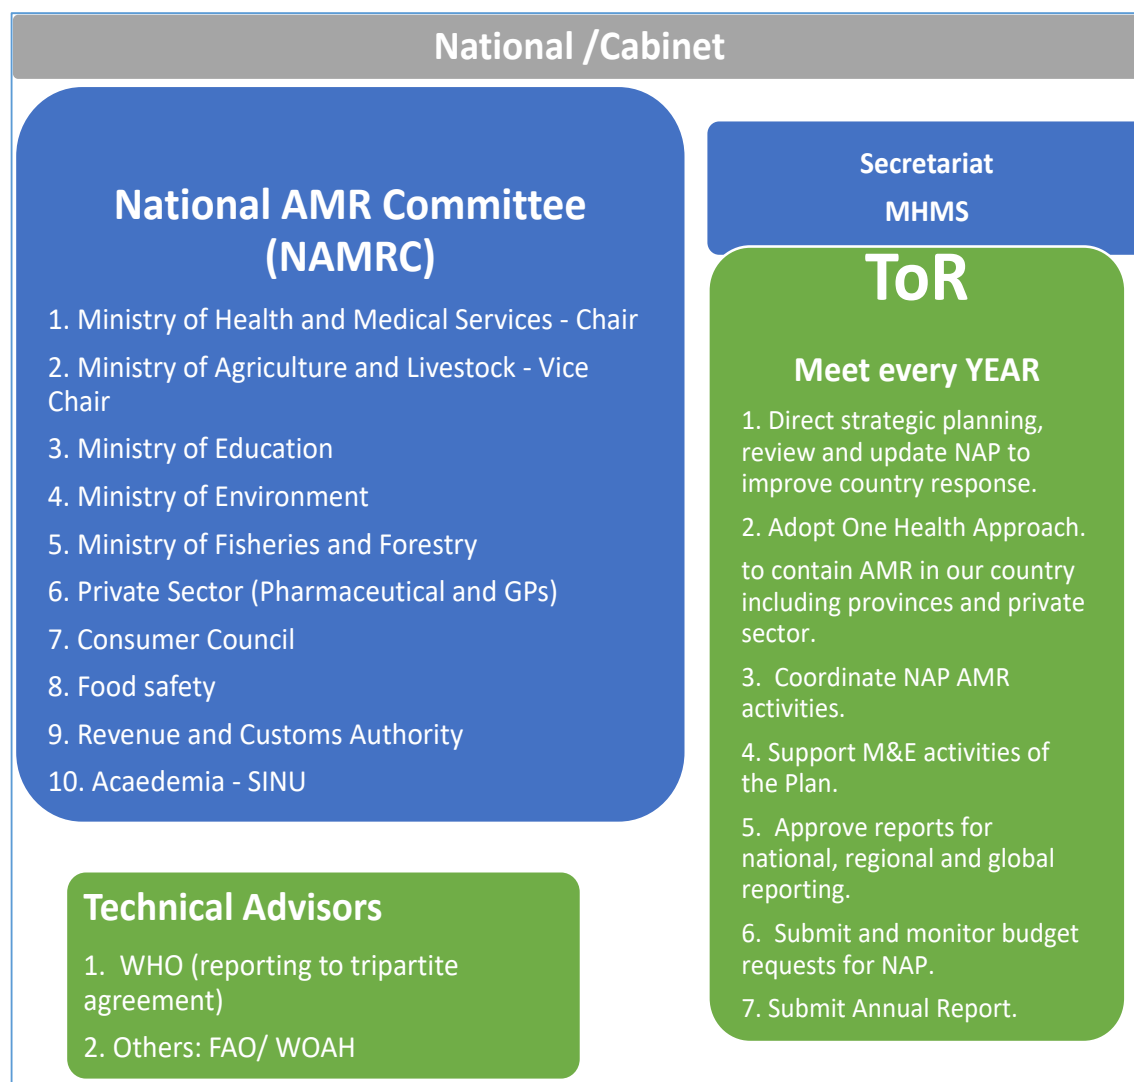 National /Cabinet
National AMR Committee
(NAMRC)
1. Ministry of Health and Medical Services - Chair
2. Ministry of Agriculture and Livestock - Vice
Chair
3. Ministry of Education
4. Ministry of Environment
5. Ministry of Fisheries and Forestry
6. Private Sector (Pharmaceutical and GPs)
7. Consumer Council
8. Food safety
9. Revenue and Customs Authority
10. Acaedemia - SINU
Technical Advisors
1. WHO (reporting to tripartite
agreement)
2. Others: FAO/ WOAH
Secretariat
MHMS
ToR
Meet every YEAR
1. Direct strategic planning,
review and update NAP to
improve country response.
2. Adopt One Health Approach.
to contain AMR in our country
including provinces and private
sector.
3. Coordinate NAP AMR
activities.
4. Support M&E activities of
the Plan.
5. Approve reports for
national, regional and global
reporting.
6. Submit and monitor budget
requests for NAP.
7. Submit Annual Report.